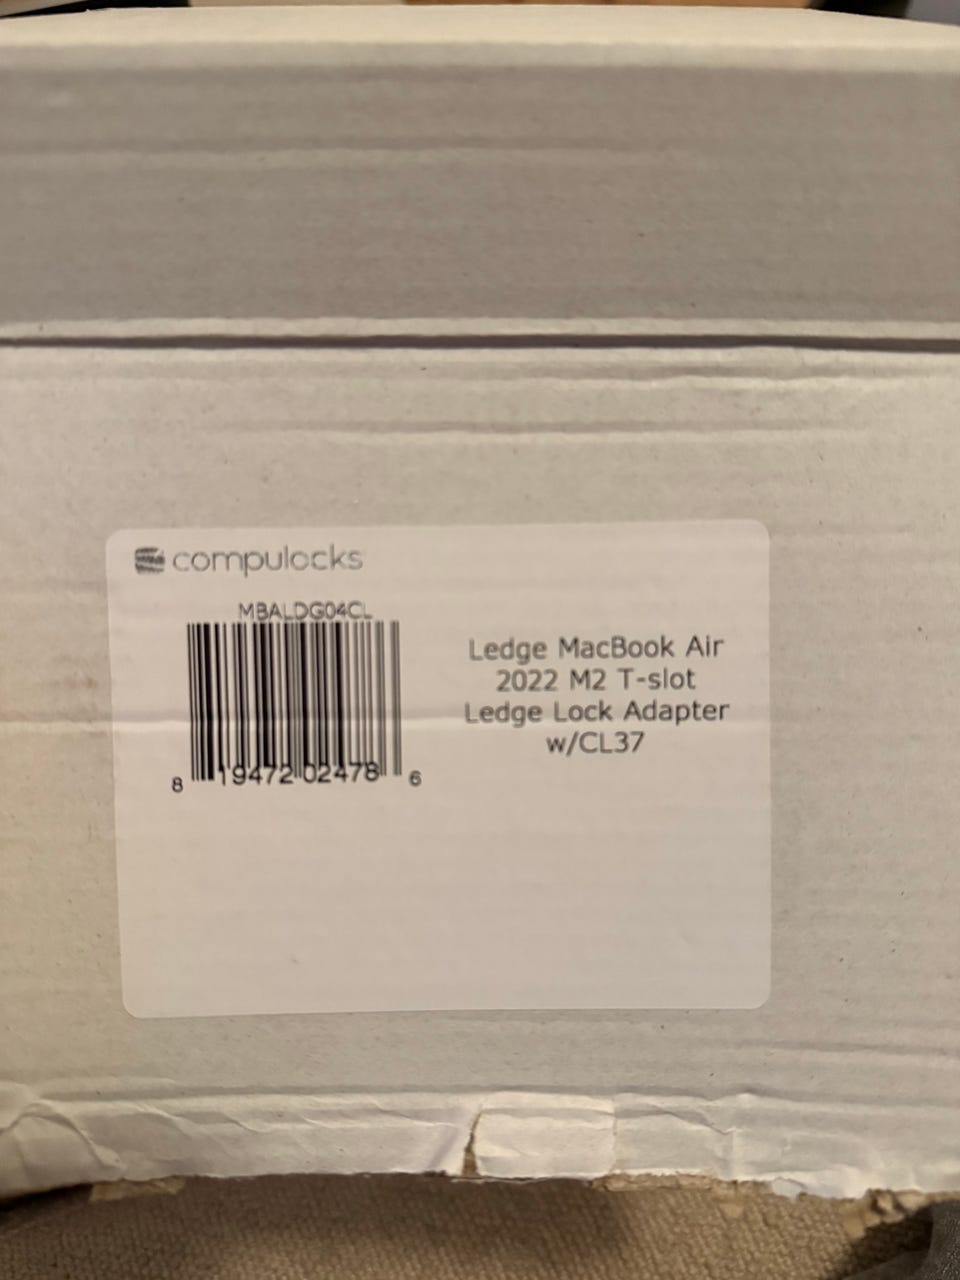 compulocks
MBALDG04CL
8 19472 02478 6
Ledge MacBook Air
2022 M2 T-slot
Ledge Lock Adapter
w/CL37